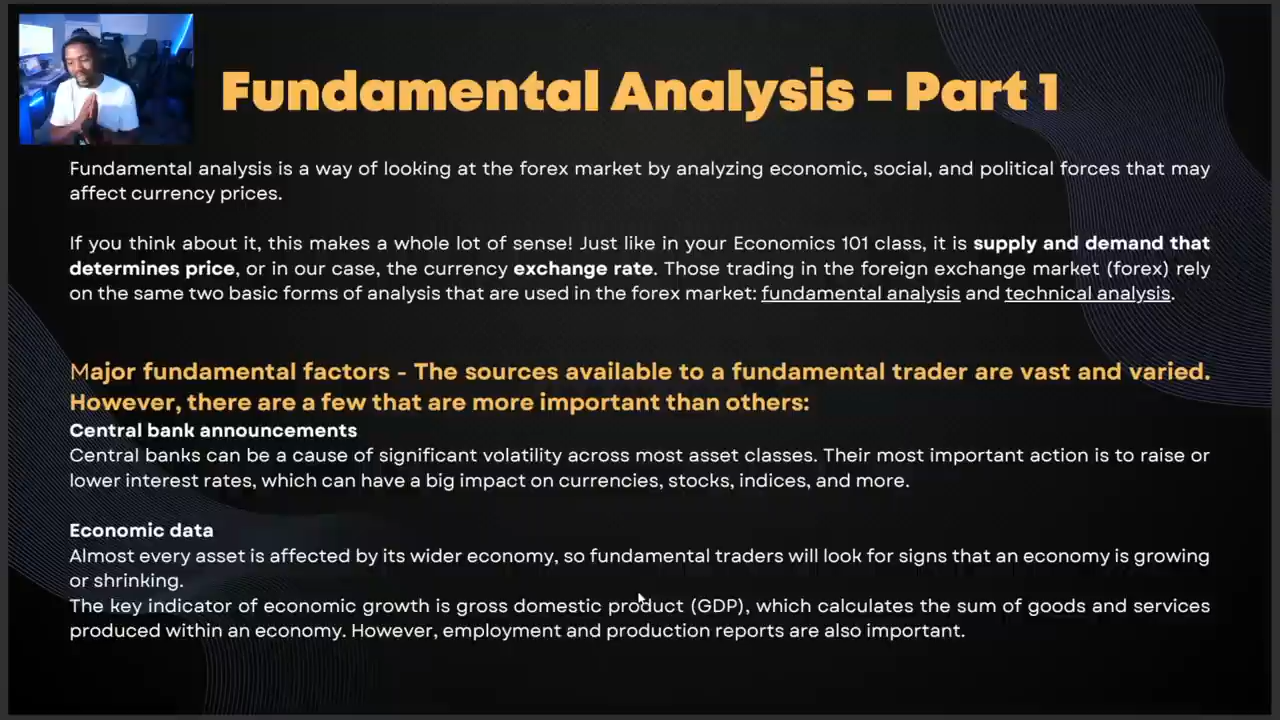 Fundamental Analysis - Part 1
Fundamental analysis is a way of looking at the forex market by analyzing economic, social, and political forces that may
affect currency prices.
If you think about it, this makes a whole lot of sense! Just like in your Economics 101 class, it is supply and demand that
determines price, or in our case, the currency exchange rate. Those trading in the foreign exchange market (forex) rely
on the same two basic forms of analysis that are used in the forex market: fundamental analysis and technical analysis.
Major fundamental factors - The sources available to a fundamental trader are vast and varied.
However, there are a few that are more important than others:
Central bank announcements
Central banks can be a cause of significant volatility across most asset classes. Their most important action is to raise or
lower interest rates, which can have a big impact on currencies, stocks, indices, and more.
Economic data
Almost every asset is affected by its wider economy, so fundamental traders will look for signs that an economy is growing
or shrinking.
The key indicator of economic growth is gross domestic product (GDP), which calculates the sum of goods and services
produced within an economy. However, employment and production reports are also important.